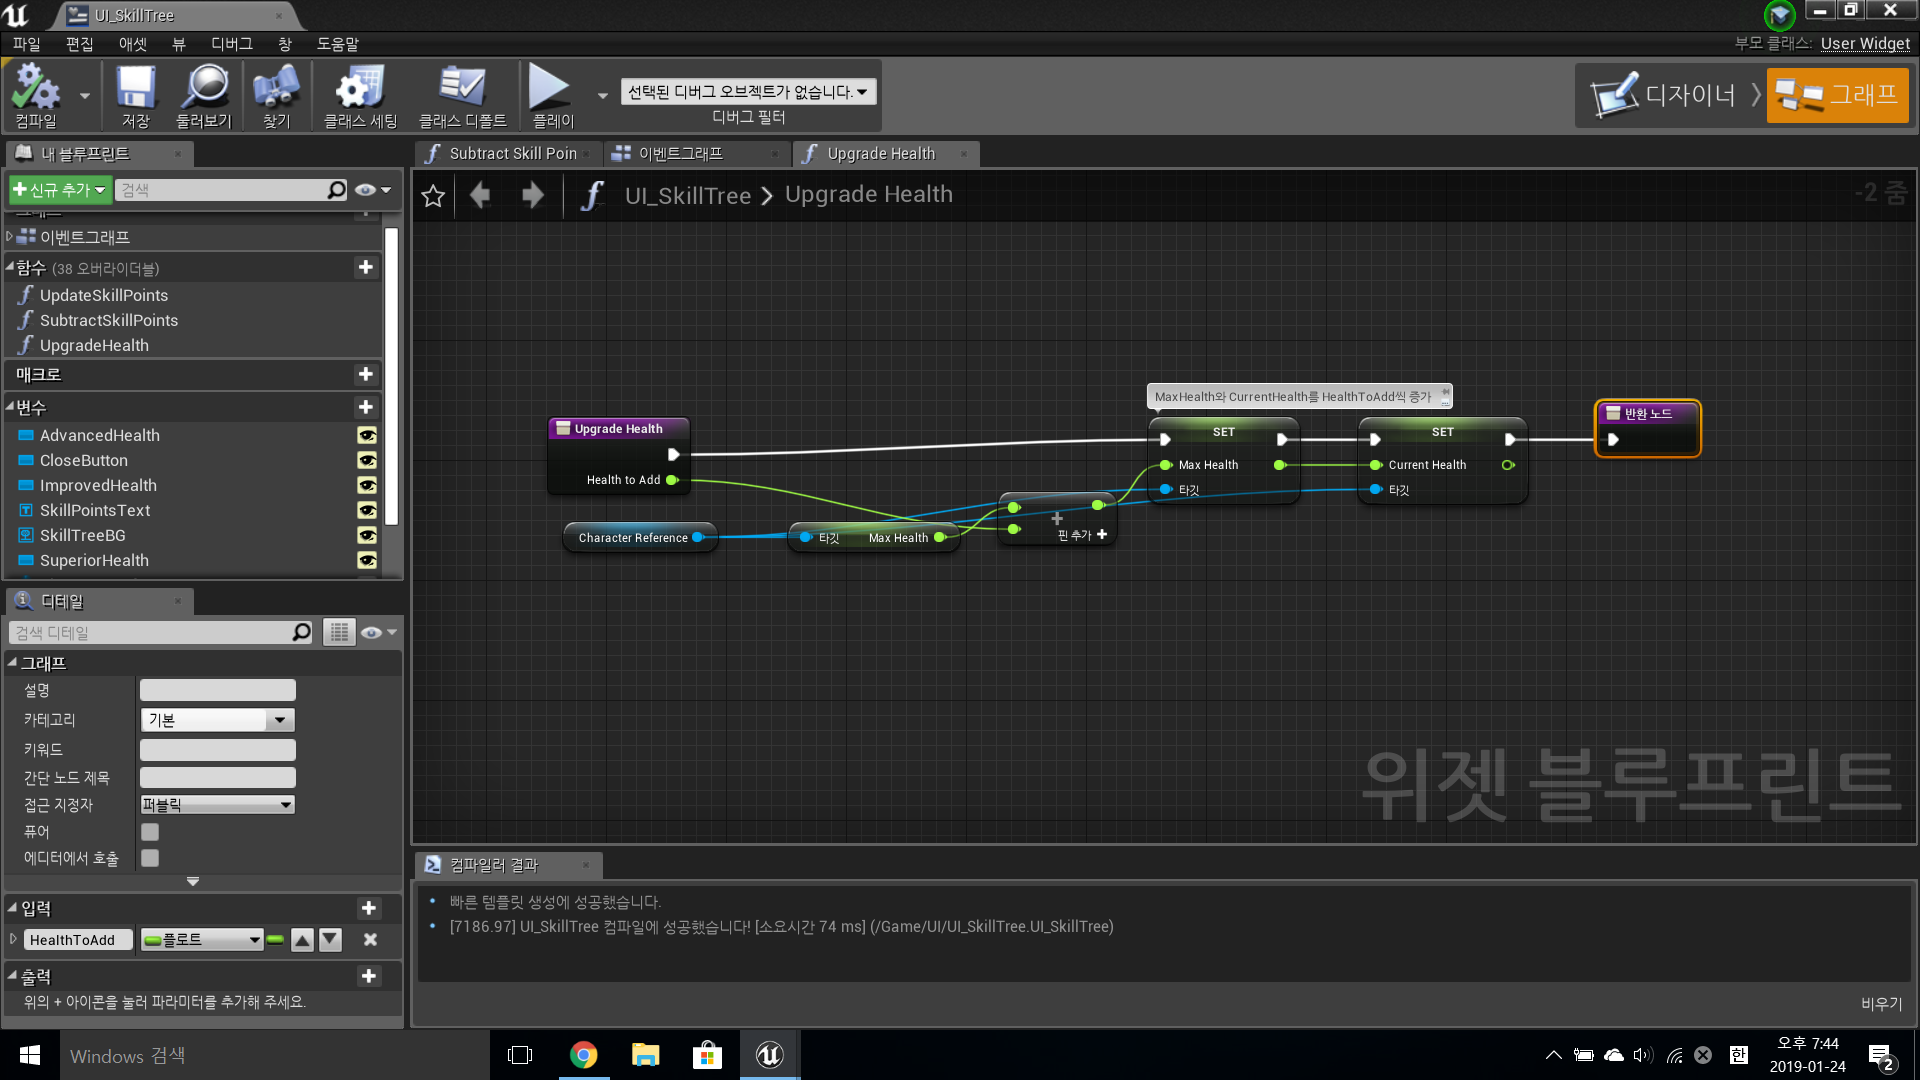 UI_SkillTree
파일 편집 애셋 뷰 디버그 창 도움말
부모 클래스: User Widget
컴파일 저장 둘러보기 찾기 클래스 세팅 클래스 디폴트 플레이
선택된 디버그 오브젝트가 없습니다.
디버그 필터
디자이너 그래프
내 블루프린트
Subtract Skill Poin 이벤트그래프 Upgrade Health
신규 추가 검색
UI_SkillTree > Upgrade Health
-2 줌
그래프
이벤트그래프
함수 (38 오버라이더블)
UpdateSkillPoints
SubtractSkillPoints
UpgradeHealth
매크로
변수
AdvancedHealth
CloseButton
ImprovedHealth
SkillPointsText
SkillTreeBG
SuperiorHealth
MaxHealth와 CurrentHealth를 HealthToAdd씩 증가
Upgrade Health
Health to Add
SET
Max Health
타깃
SET
Current Health
타깃
반환 노드
Character Reference
타깃 Max Health
핀 추가
위젯 블루프린트
디테일
검색 디테일
그래프
설명
카테고리 기본
키워드
간단 노드 제목
접근 지정자 퍼블릭
퓨어
에디터에서 호출
입력
HealthToAdd 플로트
출력
위의 + 아이콘을 눌러 파라미터를 추가해 주세요.
컴파일러 결과
빠른 템플릿 생성에 성공했습니다.
[7186.97] UI_SkillTree 컴파일에 성공했습니다! [소요시간 74 ms] (/Game/UI/UI_SkillTree.UI_SkillTree)
비우기
Windows 검색
한
오후 7:44
2019-01-24
2